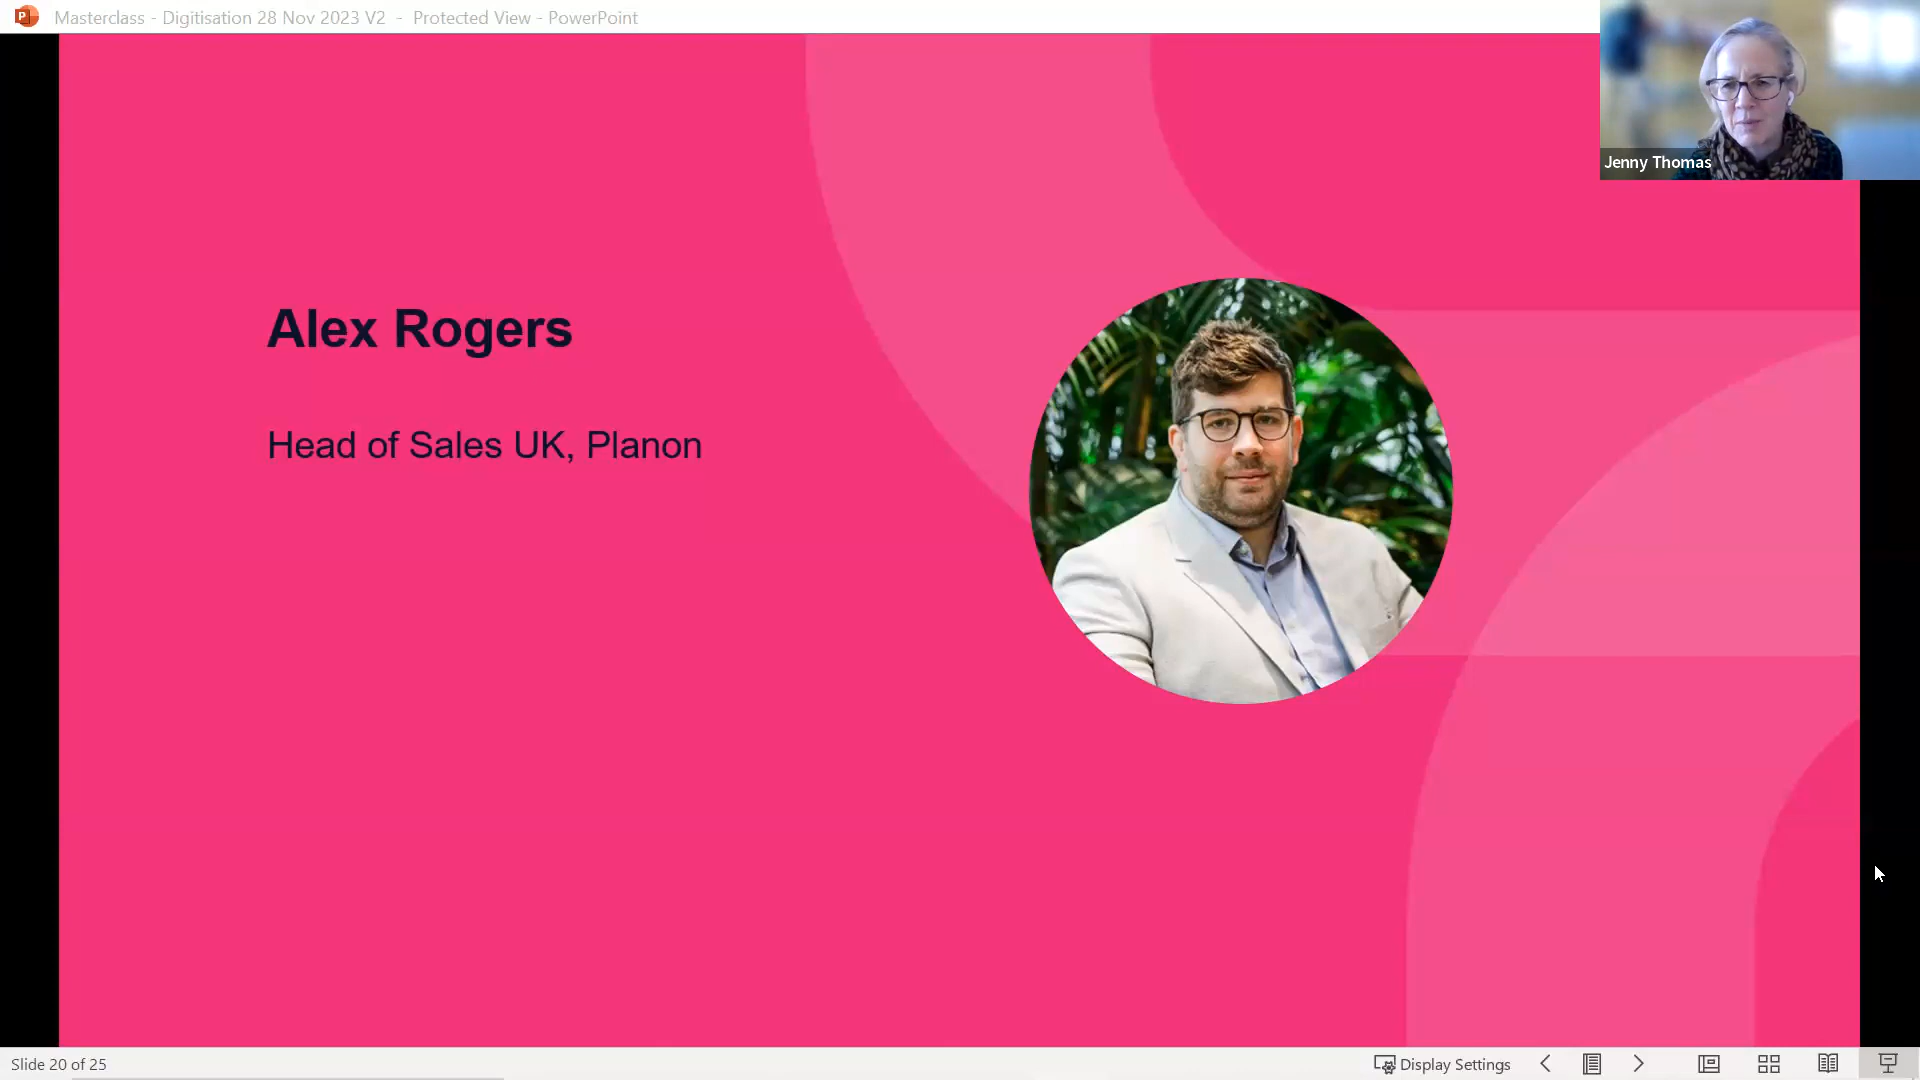 Masterclass - Digitisation 28 Nov 2023 V2 - Protected View - PowerPoint
Jenny Thomas
Alex Rogers
Head of Sales UK, Planon
Slide 20 of 25
Display Settings